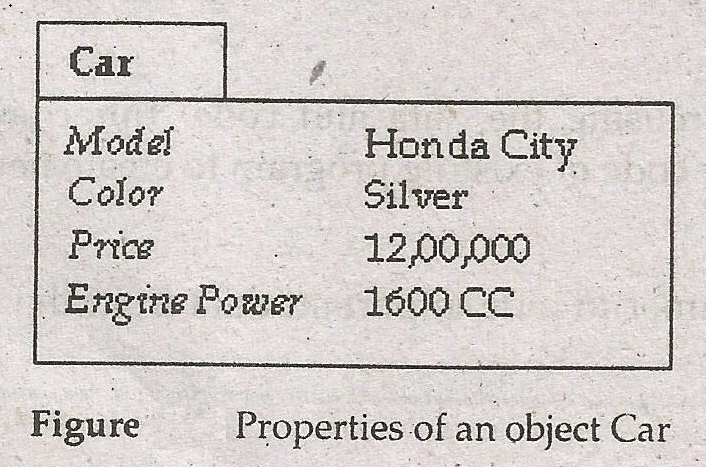 Car
Model Honda City
Color Silver
Price 12,00,000
Engine Power 1600 CC
Figure Properties of an object Car